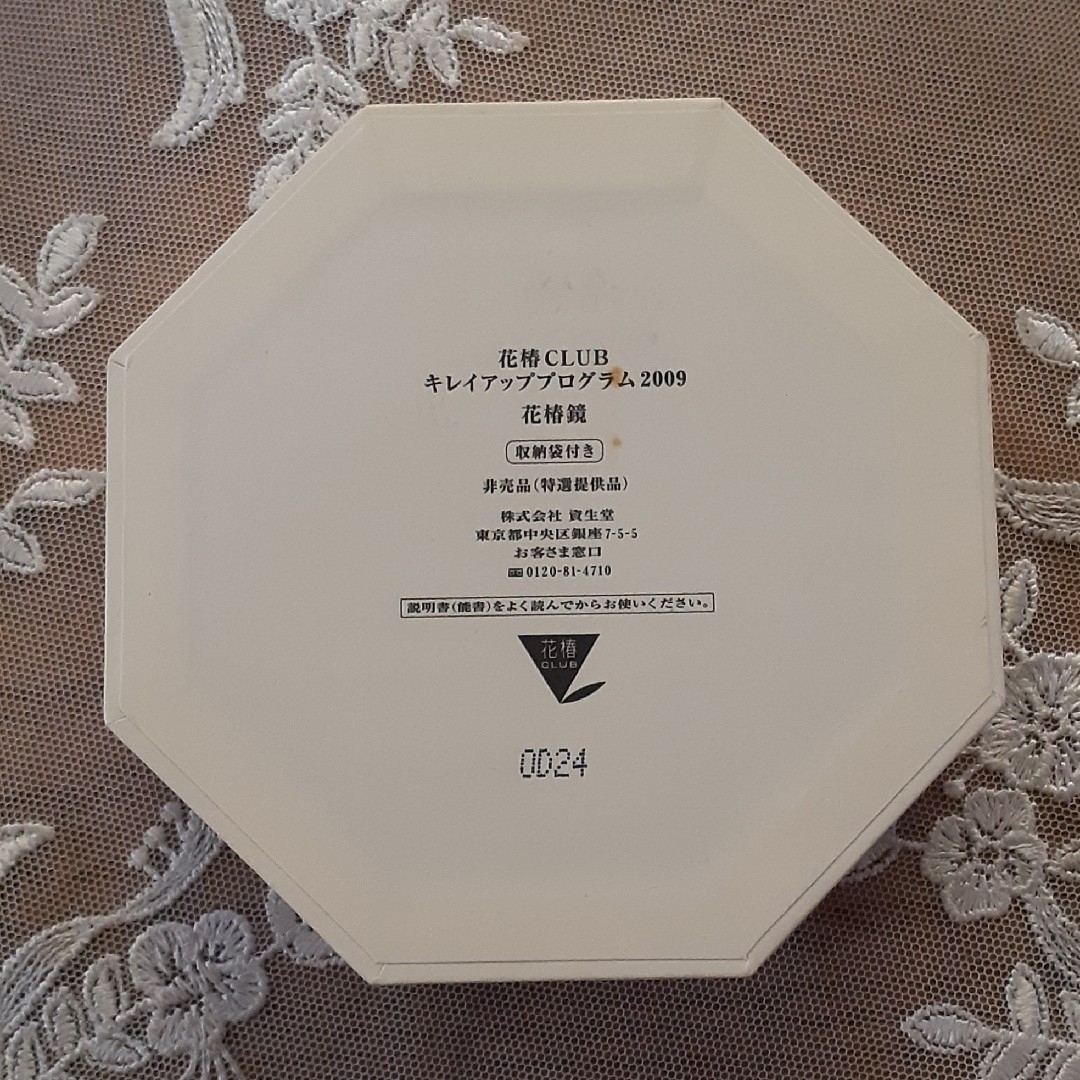 花椿CLUB
キレイアッププログラム2009
花椿鏡
収納袋付き
非売品(特選提供品)
株式会社 資生堂
東京都中央区銀座7-5-5
お客さま窓口
0120-81-4710
説明書(能書)をよく読んでからお使いください。
花椿
CLUB
0D24